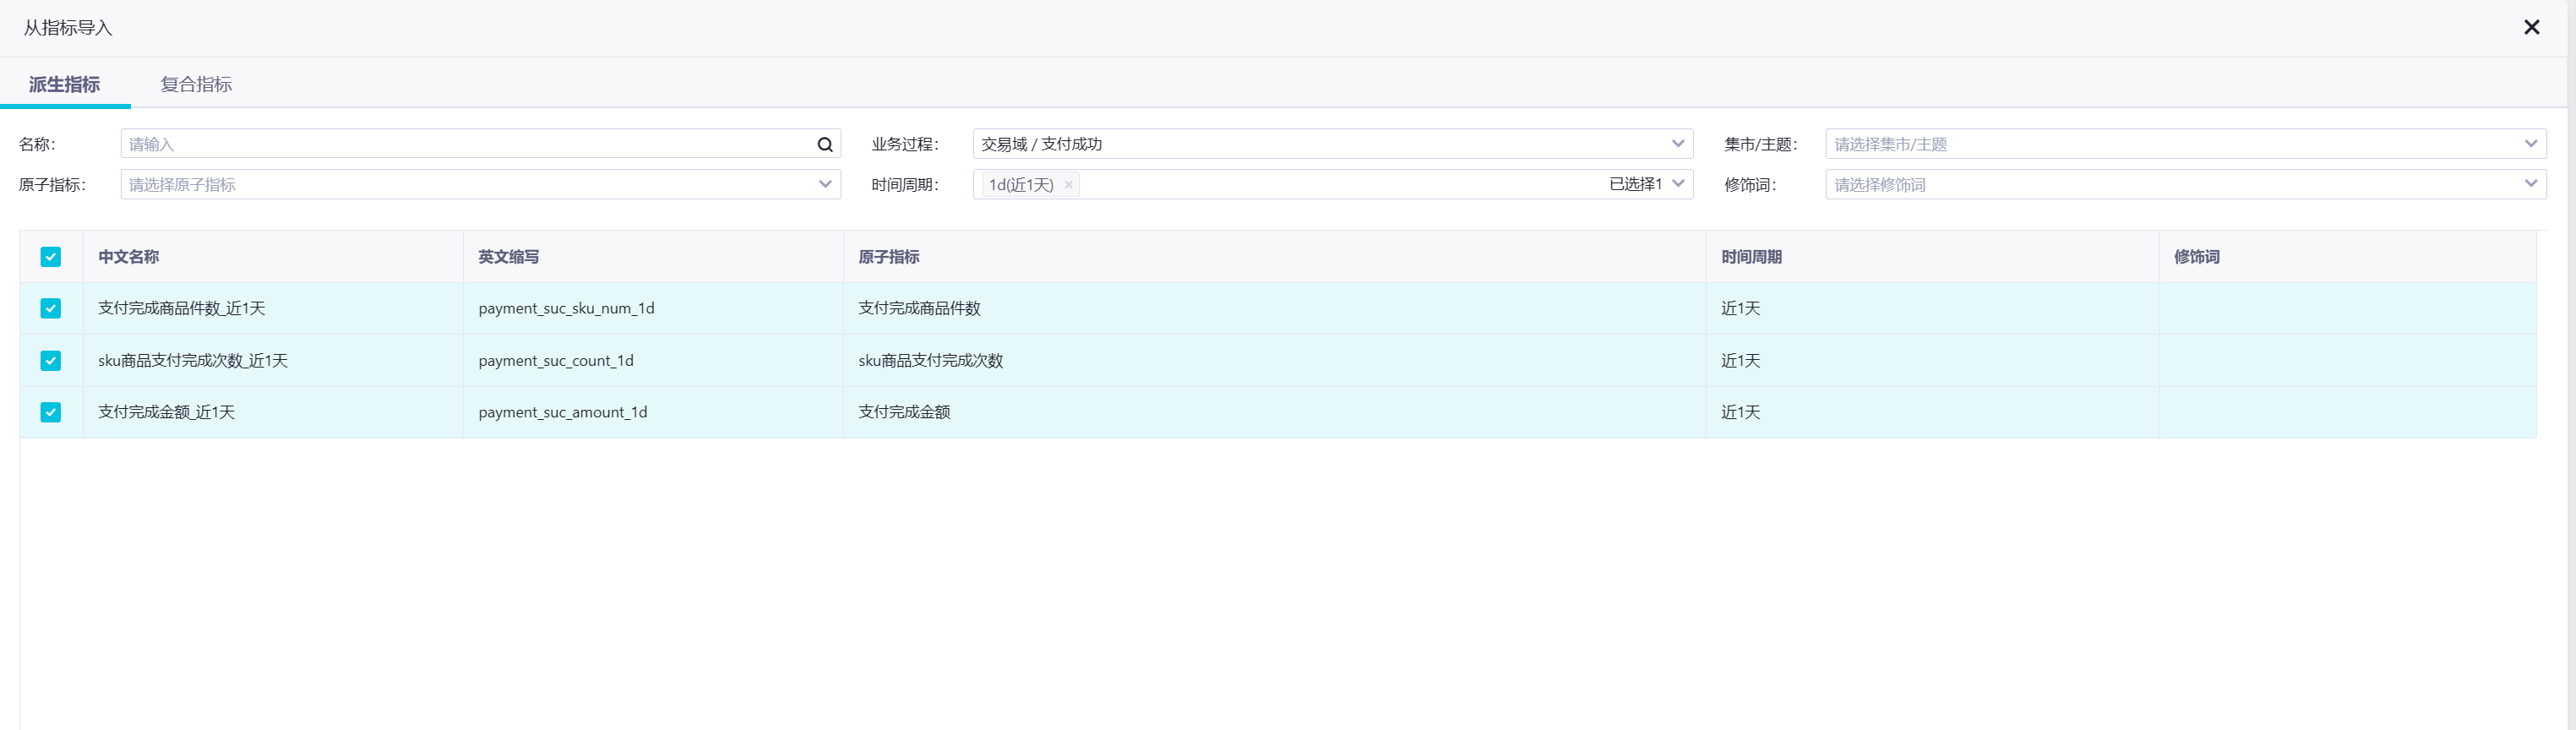 从指标导入
派生指标 复合指标
名称: 请输入 业务过程: 交易域 / 支付成功 集市/主题: 请选择集市/主题
原子指标: 请选择原子指标 时间周期: 1d(近1天) × 已选择1 修饰词: 请选择修饰词
中文名称 英文缩写 原子指标 时间周期 修饰词
支付完成商品件数_近1天 payment_suc_sku_num_1d 支付完成商品件数 近1天
sku商品支付完成次数_近1天 payment_suc_count_1d sku商品支付完成次数 近1天
支付完成金额_近1天 payment_suc_amount_1d 支付完成金额 近1天